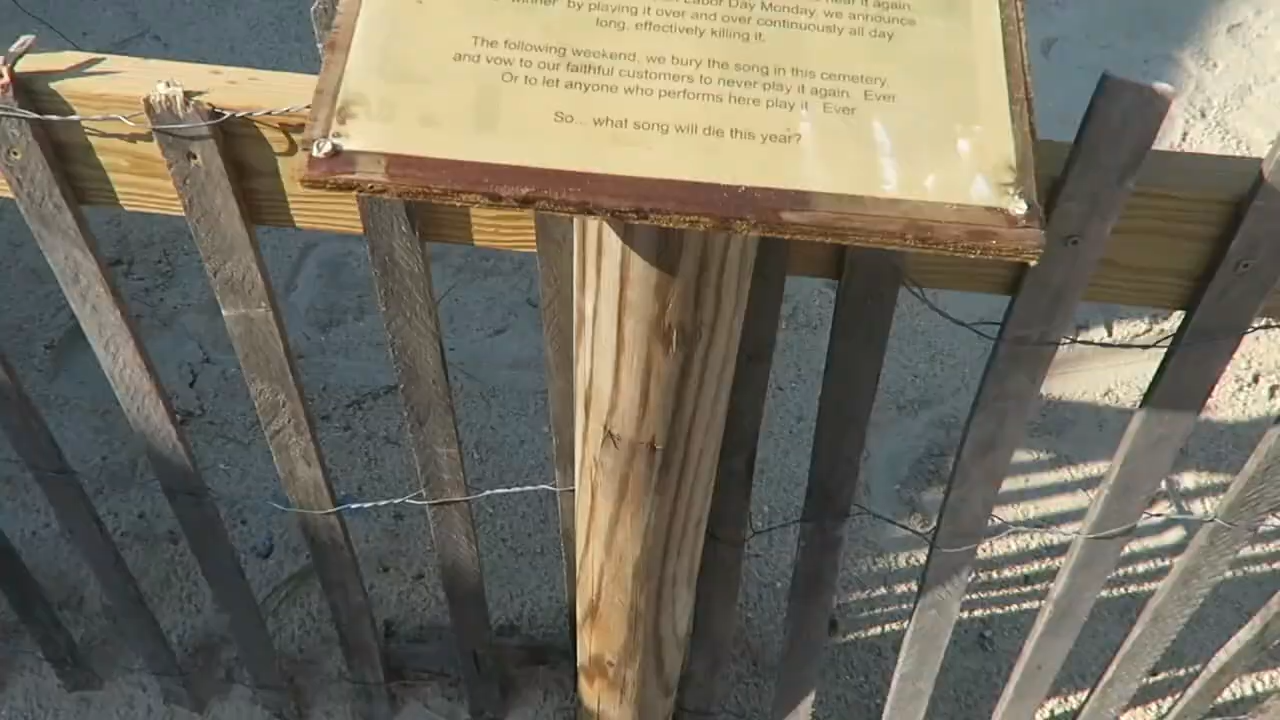 hear it again.
Labor Day Monday, we announce
"winner" by playing it over and over continuously all day
long, effectively killing it.
The following weekend, we bury the song in this cemetery,
and vow to our faithful customers to never play it again. Ever
Or to let anyone who performs here play it. Ever
So... what song will die this year?